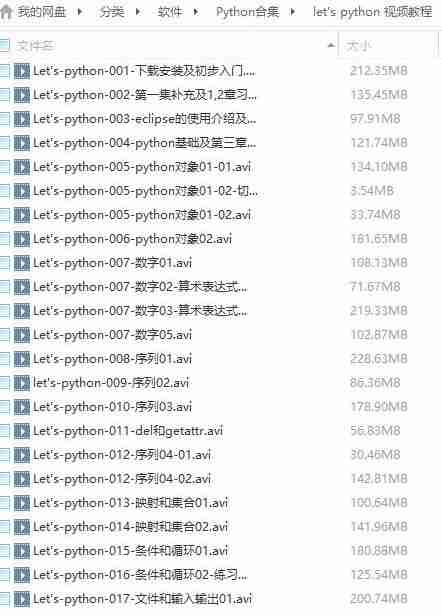 我的网盘 分类 软件 Python合集 let's python 视频教程
文件名 大小
Let's-python-001-下载安装及初步入门.... 212.35MB
Let's-python-002-第一集补充及1,2章习... 135.45MB
Let's-python-003-eclipse的使用介绍及... 97.91MB
Let's-python-004-python基础及第三章... 121.74MB
Let's-python-005-python对象01-01.avi 134.10MB
Let's-python-005-python对象01-02-切... 3.54MB
Let's-python-005-python对象01-02.avi 33.74MB
Let's-python-006-python对象02.avi 181.65MB
Let's-python-007-数字01.avi 108.13MB
Let's-python-007-数字02-算术表达式... 71.67MB
Let's-python-007-数字03-算术表达式... 219.33MB
Let's-python-007-数字05.avi 102.87MB
Let's-python-008-序列01.avi 228.63MB
let's-python-009-序列02.avi 86.36MB
Let's-python-010-序列03.avi 178.90MB
Let's-python-011-del和getattr.avi 56.83MB
Let's-python-012-序列04-01.avi 30.46MB
Let's-python-012-序列04-02.avi 142.81MB
Let's-python-013-映射和集合01.avi 100.64MB
Let's-python-014-映射和集合02.avi 141.96MB
Let's-python-015-条件和循环01.avi 180.88MB
Let's-python-016-条件和循环02-练习... 125.54MB
Let's-python-017-文件和输入输出01.avi 200.74MB